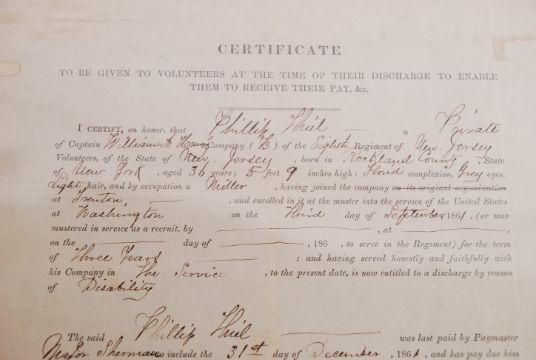 CERTIFICATE
TO BE GIVEN TO VOLUNTEERS AT THE TIME OF THEIR DISCHARGE TO ENABLE
THEM TO RECEIVE THEIR PAY, &c.
I CERTIFY, on honor, that Phillip Thiel a Private
of Captain William A Henry Company (H) of the Eighth Regiment of New Jersey
Volunteers, of the State of New Jersey, born in Rockland County State
of New York, aged 36 years; 5 feet 9 inches high: Florid complexion, Grey eyes,
Light hair, and by occupation a Miller, having joined the company on its original organization
at Trenton, and enrolled in it at the muster into the service of the United States
at Washington on the Third day of September 1861, (or was
mustered in service as a recruit, by , at
on the day of , 186 , to serve in the Regiment) for the term
of Three Years : and having served honestly and faithfully with
his Company in the Service, to the present date, is now entitled to a discharge by reason
of Disability
The said Phillip Thiel was last paid by Paymaster
Major Sherman to include the 31st day of December, 1861, and has pay due him